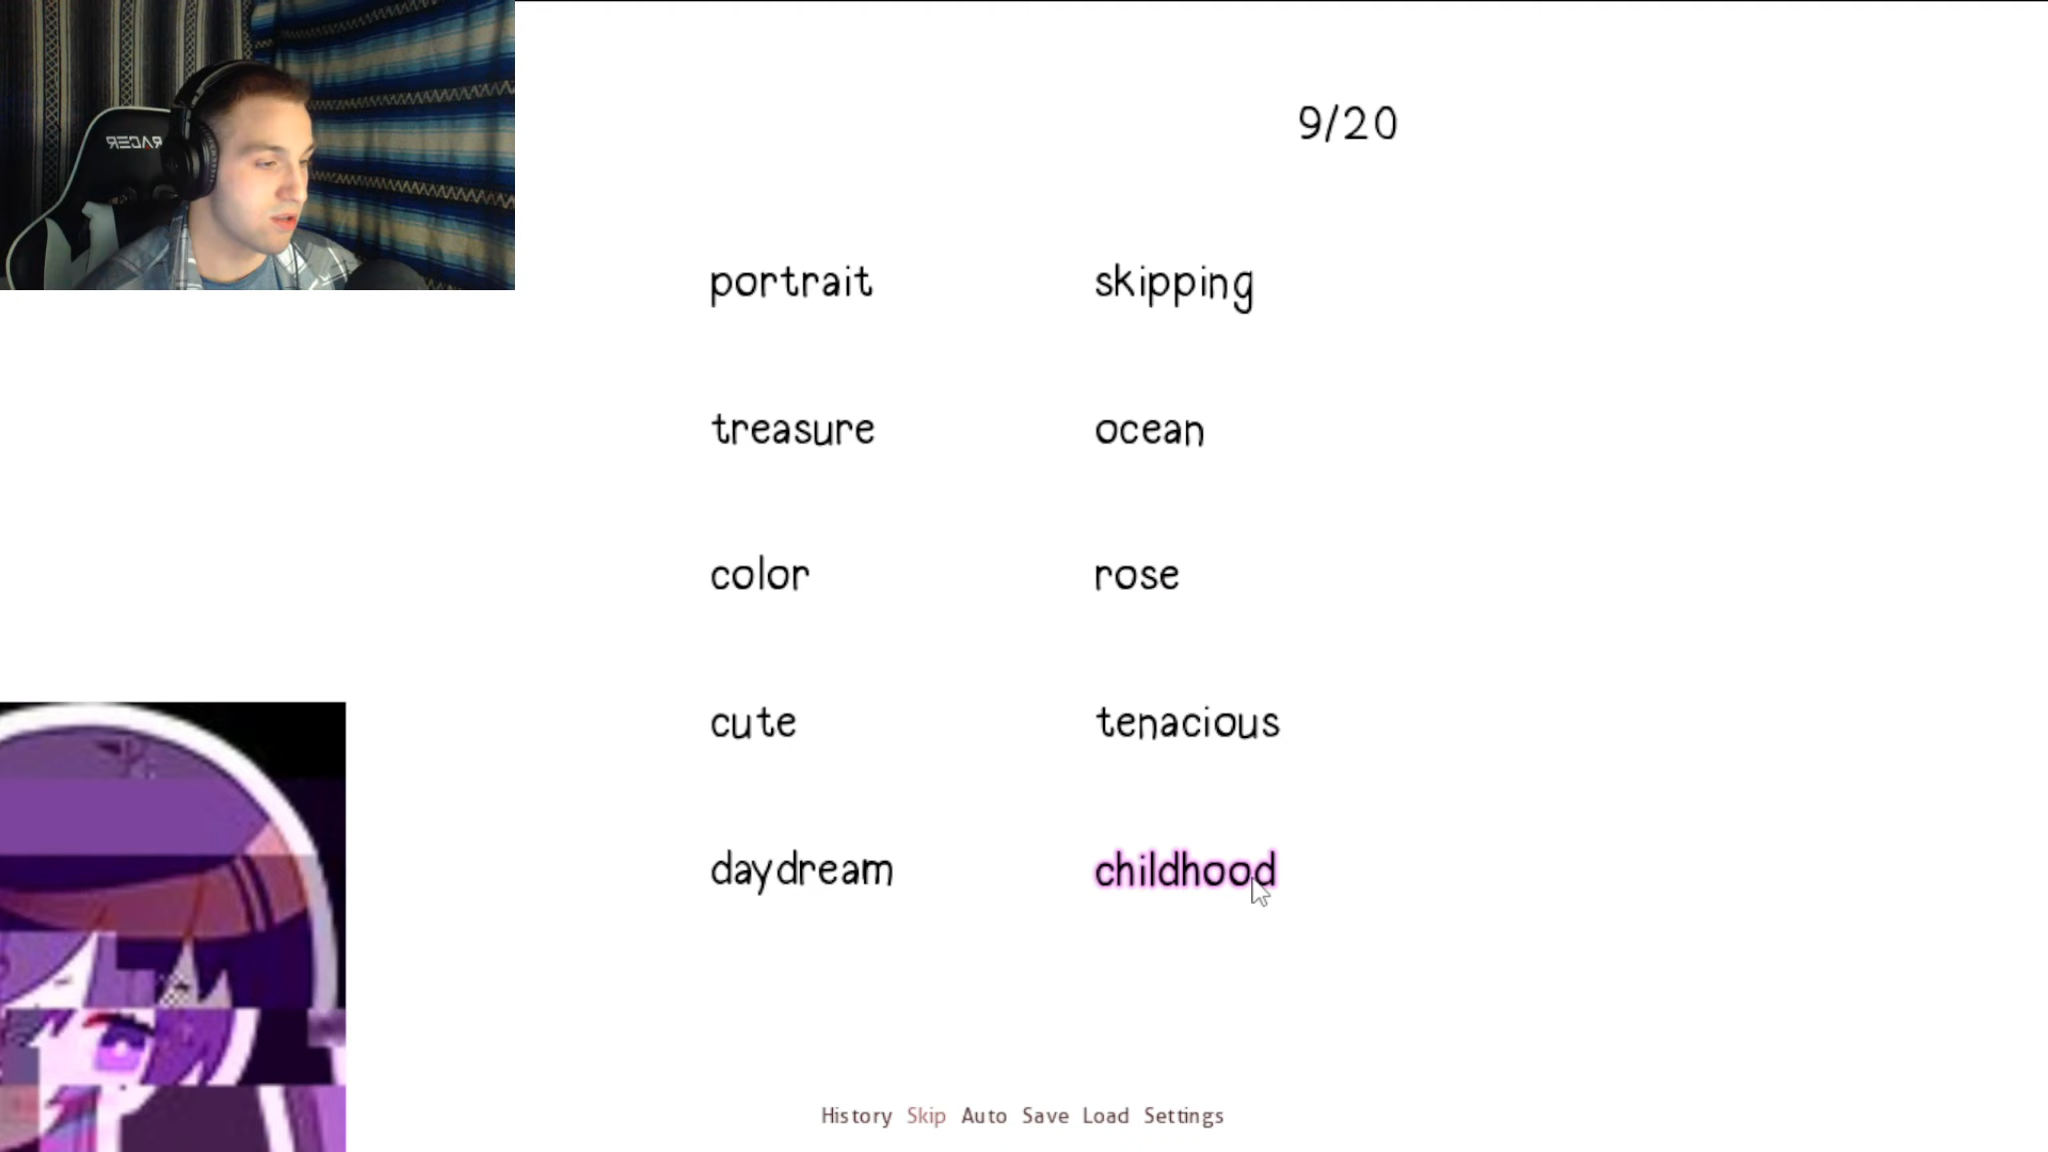 RACER
9/20
portrait skipping
treasure ocean
color rose
cute tenacious
daydream childhood
History Skip Auto Save Load Settings